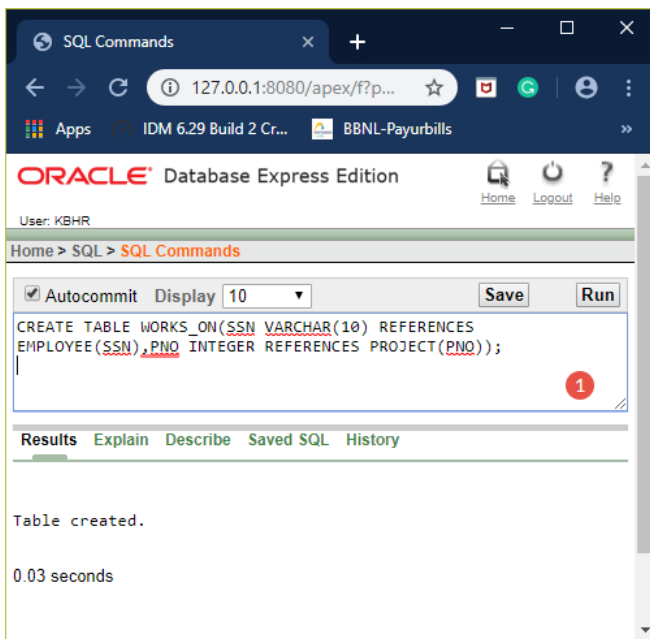 SQL Commands
127.0.0.1:8080/apex/f?p...
Apps IDM 6.29 Build 2 Cr... BBNL-Payurbills »
ORACLE Database Express Edition
Home Logout Help
User: KBHR
Home > SQL > SQL Commands
Autocommit Display 10 Save Run
CREATE TABLE WORKS_ON(SSN VARCHAR(10) REFERENCES
EMPLOYEE(SSN),PNO INTEGER REFERENCES PROJECT(PNO));
1
Results Explain Describe Saved SQL History
Table created.
0.03 seconds